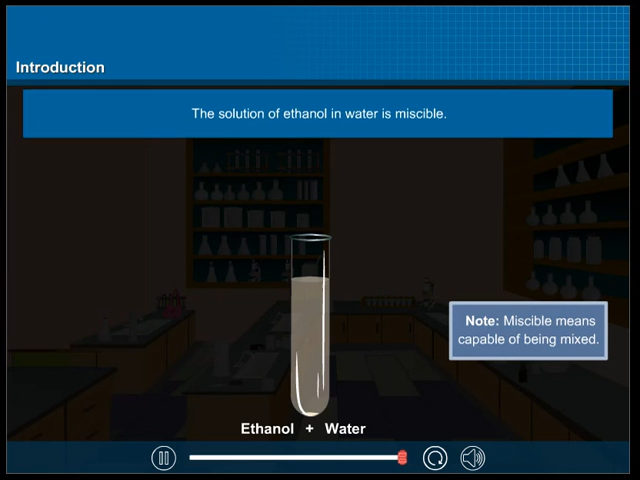 Introduction
The solution of ethanol in water is miscible.
Note: Miscible means
capable of being mixed.
Ethanol + Water